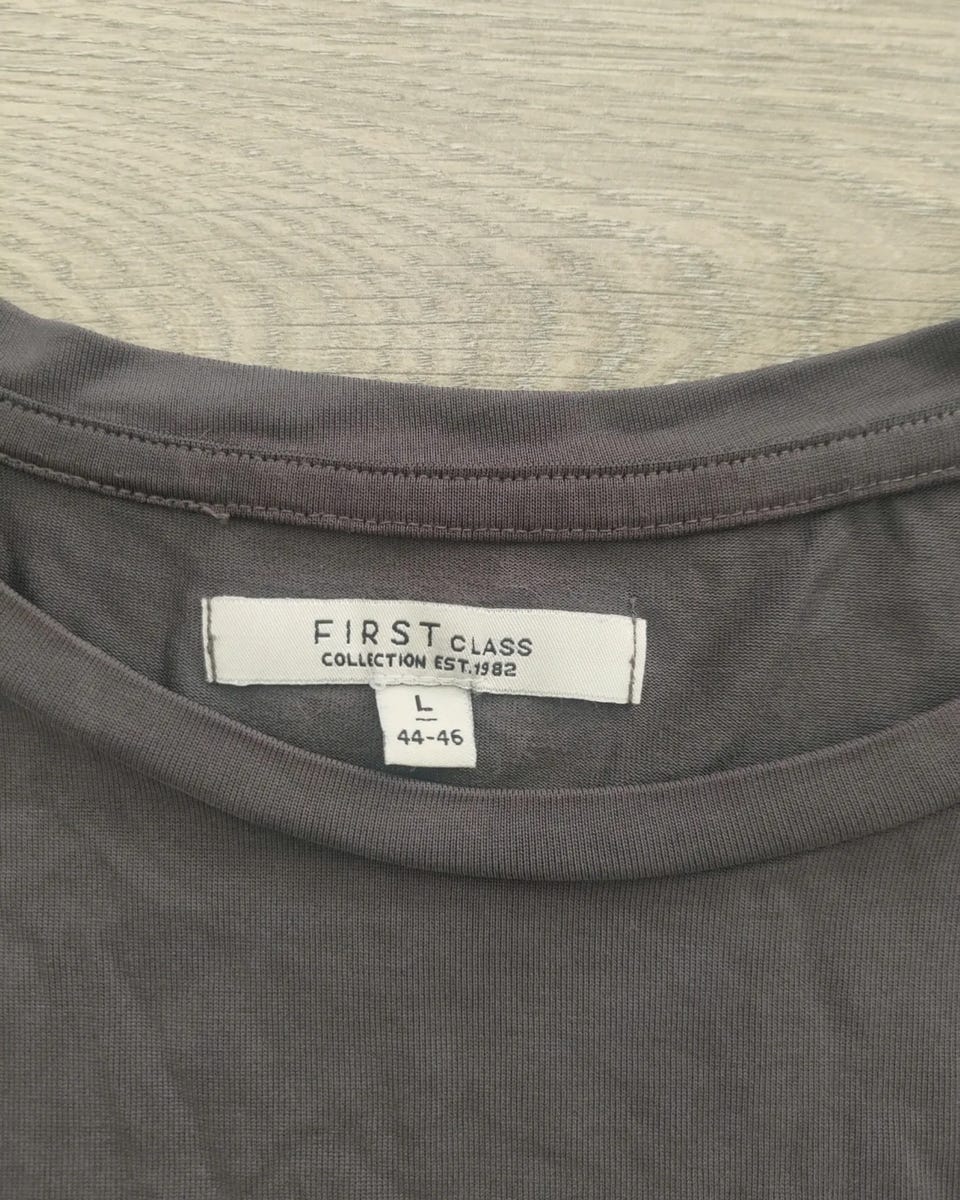 FIRST CLASS
COLLECTION EST.1982
L
44-46